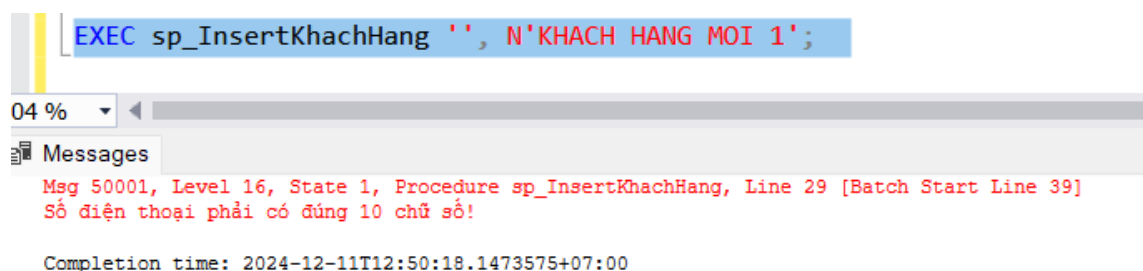 EXEC sp_InsertKhachHang '', N'KHACH HANG MOI 1';
04 %
Messages
Msg 50001, Level 16, State 1, Procedure sp_InsertKhachHang, Line 29 [Batch Start Line 39]
Số điện thoại phải có đúng 10 chữ số!
Completion time: 2024-12-11T12:50:18.1473575+07:00